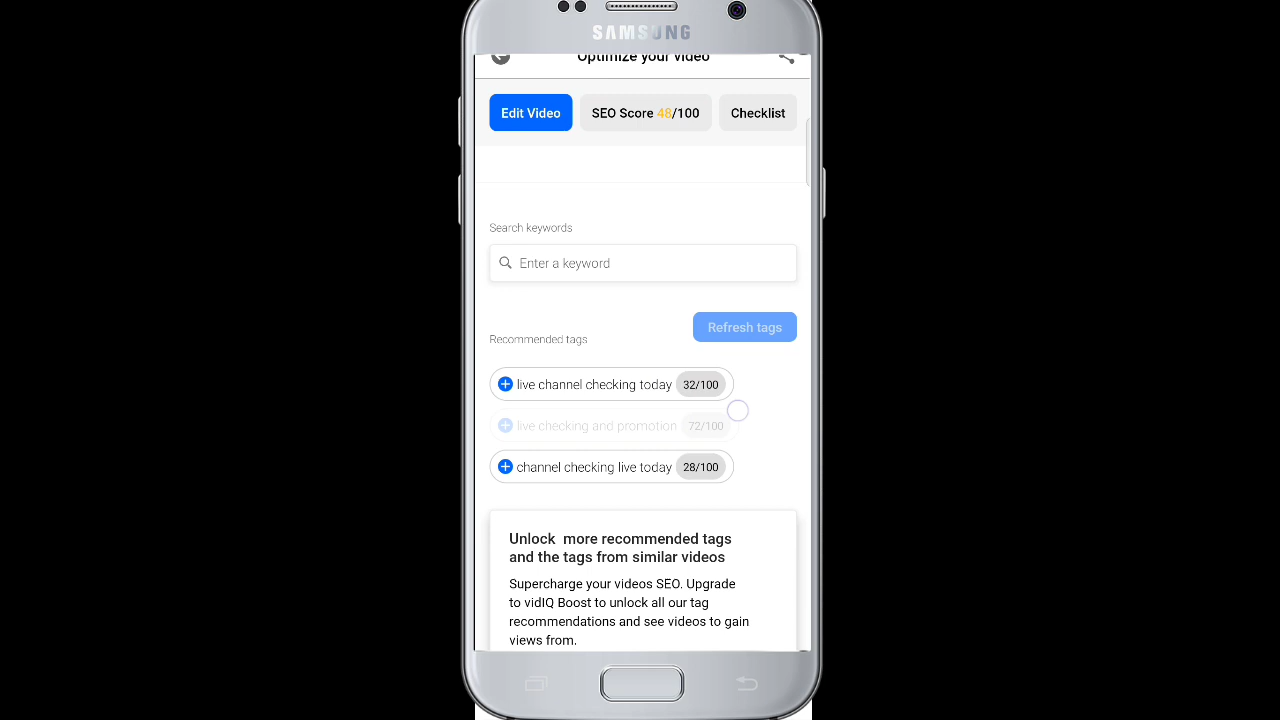 SAMSUNG
Optimize your video
Edit Video
SEO Score 48/100
Checklist
Search keywords
Enter a keyword
Refresh tags
Recommended tags
live channel checking today 32/100
live checking and promotion 72/100
channel checking live today 28/100
Unlock more recommended tags
and the tags from similar videos
Supercharge your videos SEO. Upgrade
to vidIQ Boost to unlock all our tag
recommendations and see videos to gain
views from.